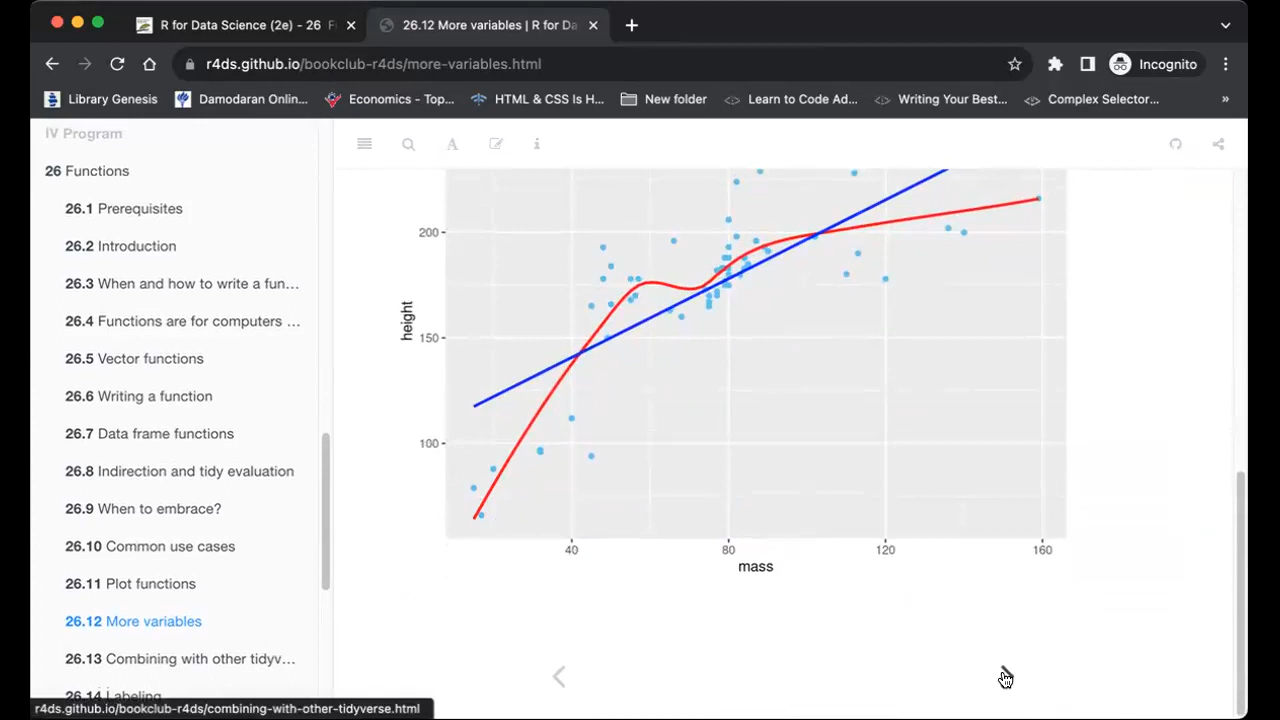 R for Data Science (2e) - 26
26.12 More variables | R for Da
r4ds.github.io/bookclub-r4ds/more-variables.html
Incognito
Library Genesis
Damodaran Onlin...
Economics - Top...
HTML & CSS Is H...
New folder
Learn to Code Ad...
Writing Your Best...
Complex Selector...
»
IV Program
26 Functions
26.1 Prerequisites
26.2 Introduction
26.3 When and how to write a fun...
26.4 Functions are for computers ...
26.5 Vector functions
26.6 Writing a function
26.7 Data frame functions
26.8 Indirection and tidy evaluation
26.9 When to embrace?
26.10 Common use cases
26.11 Plot functions
26.12 More variables
26.13 Combining with other tidyv...
26.14 Labeling
r4ds.github.io/bookclub-r4ds/combining-with-other-tidyverse.html
A
i
height
200
150
100
40
80
120
160
mass